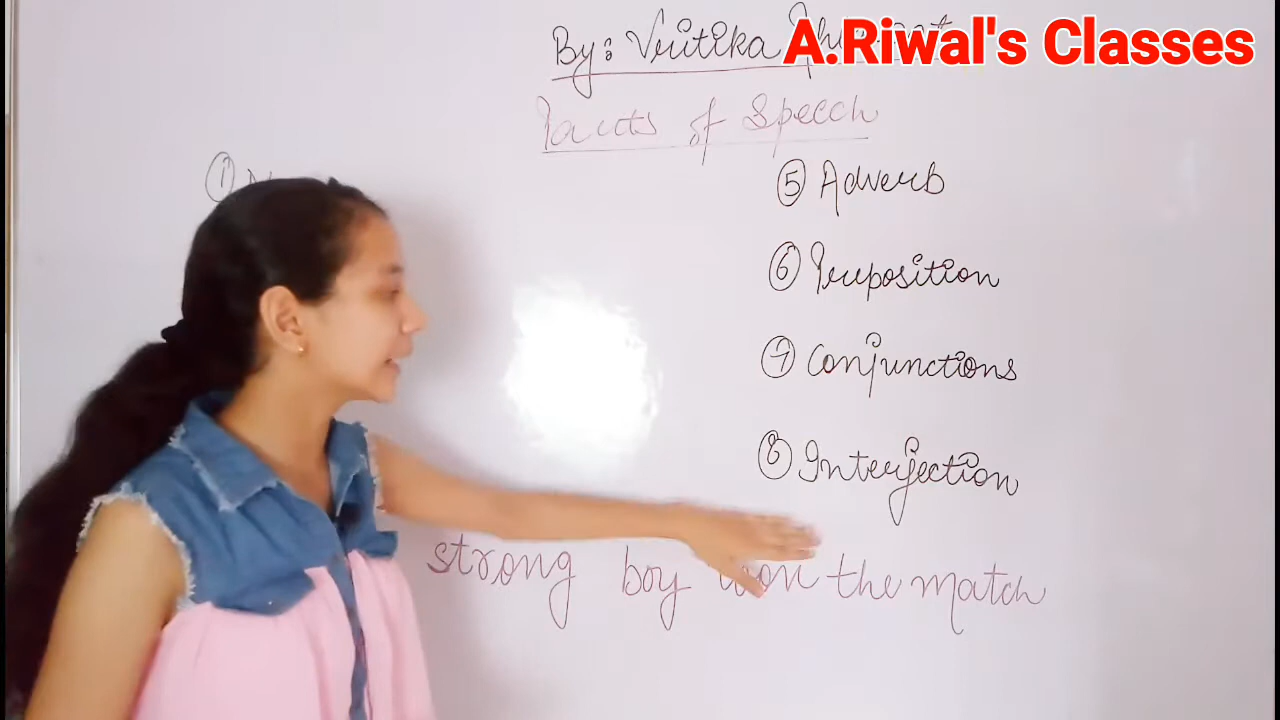 By: Vritika
A.Riwal's Classes
Parts of Speech
①
⑤ Adverb
⑥ Preposition
⑦ Conjunctions
⑧ Interjection
strong boy won the match